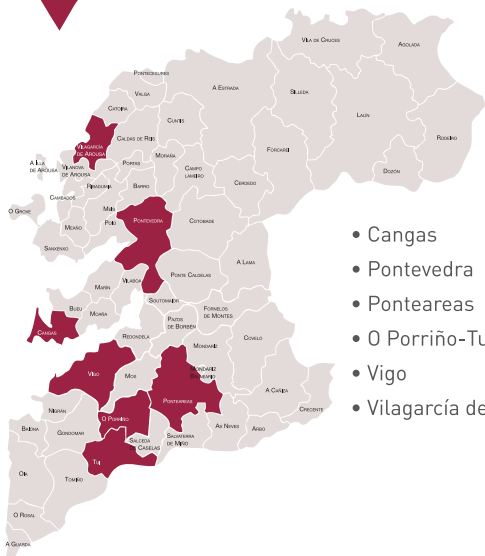 Vila de Cruces
Agolada
Pontecesures
A Estrada
Silleda
Valga
Catoira
Lalín
Cuntis
Vilagarcía
de Arousa
Caldas de Reis
Rodeiro
Forcarei
Moraña
A Illa
de Arousa
Vilanova
de Arousa
Portas
Campo
Lameiro
Dozón
Ribadumia
Barro
Cerdedo
Cambados
Meis
O Grove
Meaño
Poio
Pontevedra
Cotobade
Sanxenxo
A Lama
Ponte Caldelas
Vilaboa
Marín
Soutomaior
Bueu
Moaña
Fornelos
de Montes
Pazos
de Borbén
Cangas
Redondela
Covelo
Mondariz
Vigo
Mos
Mondariz
Balneario
A Cañiza
Ponteareas
Crecente
Nigrán
O Porriño
As Neves
Arbo
Baiona
Gondomar
Salceda
de Caselas
Salvaterra
de Miño
Tui
Oia
Tomiño
O Rosal
A Guarda
• Cangas
• Pontevedra
• Ponteareas
• O Porriño-Tu
• Vigo
• Vilagarcía de